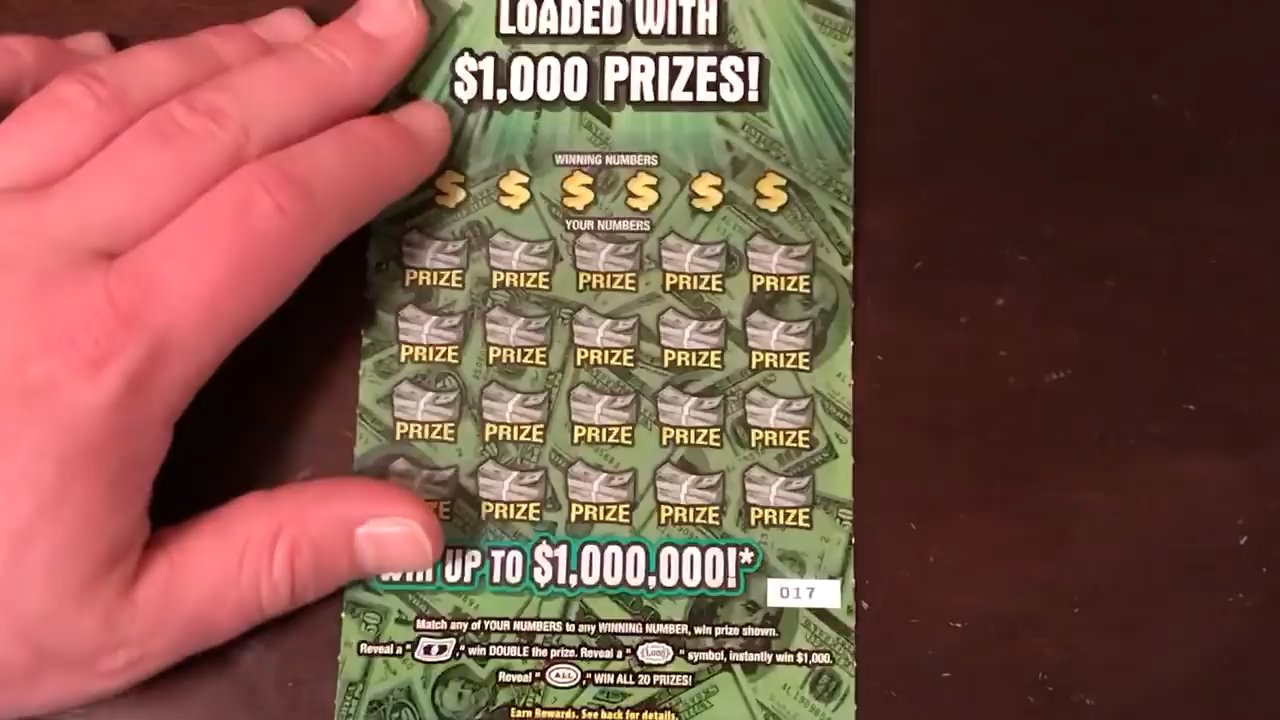 LOADED WITH
$1,000 PRIZES!
WINNING NUMBERS
$ $ $ $ $ $
YOUR NUMBERS
PRIZE PRIZE PRIZE PRIZE PRIZE
PRIZE PRIZE PRIZE PRIZE PRIZE
PRIZE PRIZE PRIZE PRIZE PRIZE
PRIZE PRIZE PRIZE PRIZE
UP TO $1,000,000!*
017
Match any of YOUR NUMBERS to any WINNING NUMBER, win prize shown.
Reveal a " ," win DOUBLE the prize. Reveal a " " symbol, instantly win $1,000.
Reveal " ALL ," WIN ALL 20 PRIZES!
Earn Rewards. See back for details.